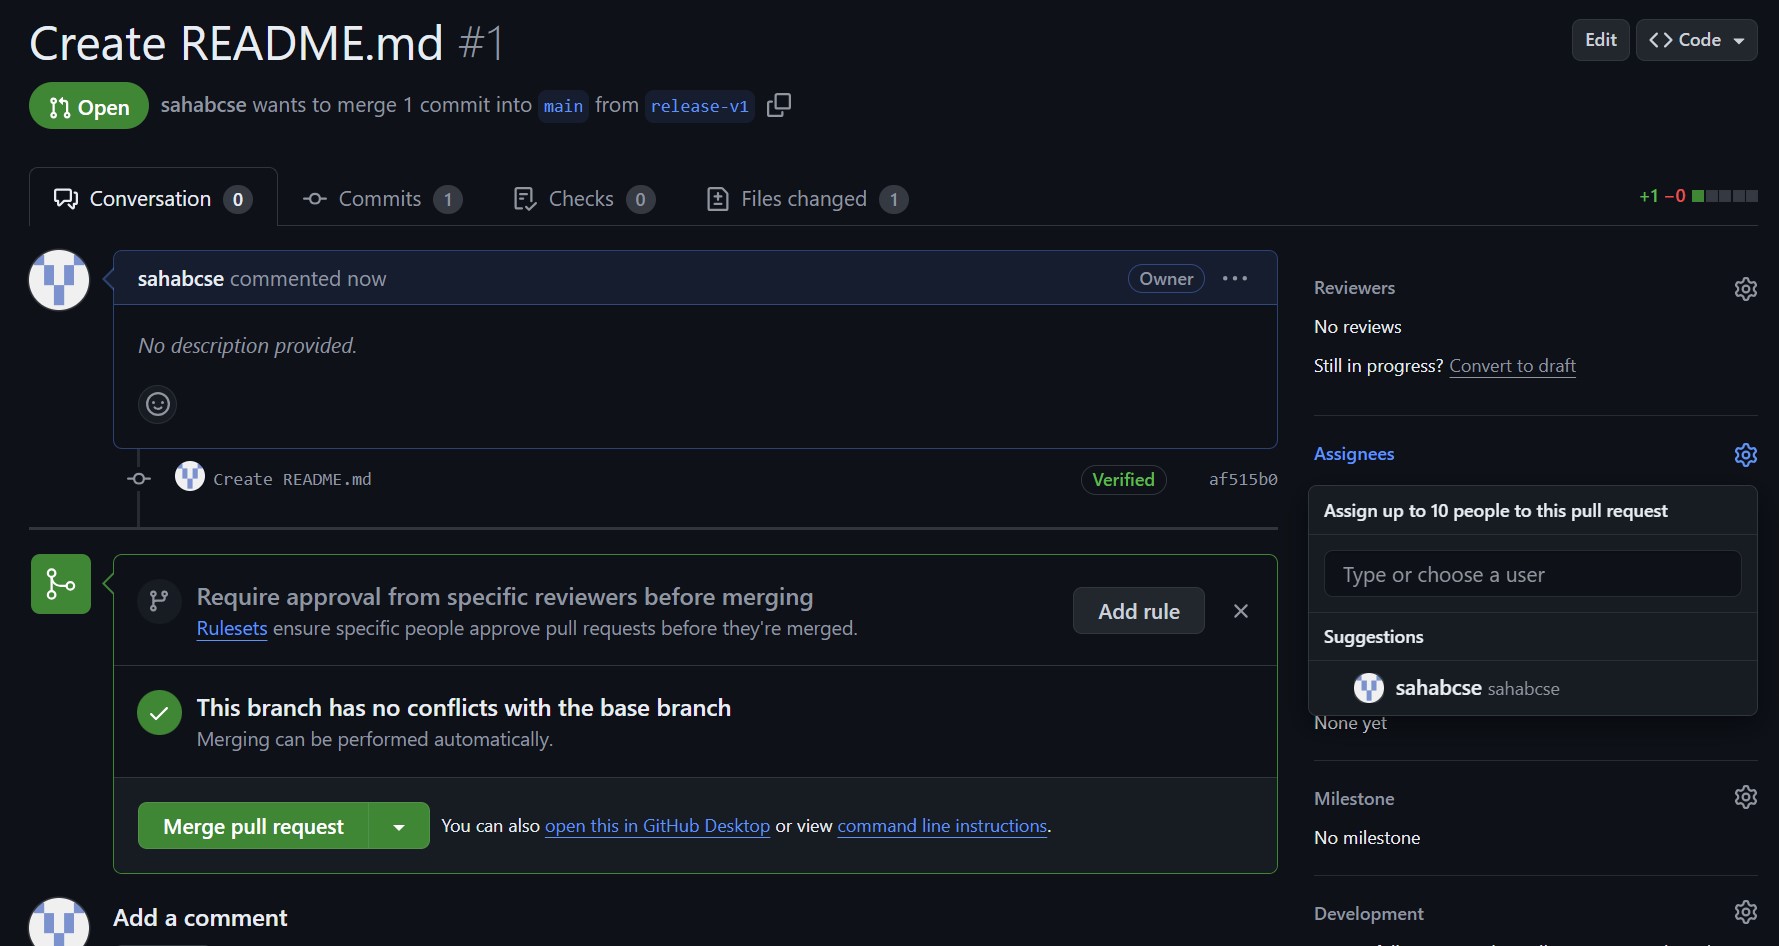 Create README.md #1
Edit
Code
Open
sahabcse wants to merge 1 commit into main from release-v1
Conversation 0
Commits 1
Checks 0
Files changed 1
+1 −0
sahabcse commented now
Owner
No description provided.
Create README.md
Verified
af515b0
Require approval from specific reviewers before merging
Rulesets ensure specific people approve pull requests before they're merged.
Add rule
This branch has no conflicts with the base branch
Merging can be performed automatically.
Merge pull request
You can also open this in GitHub Desktop or view command line instructions.
Add a comment
Reviewers
No reviews
Still in progress? Convert to draft
Assignees
Assign up to 10 people to this pull request
Type or choose a user
Suggestions
sahabcse sahabcse
None yet
Milestone
No milestone
Development